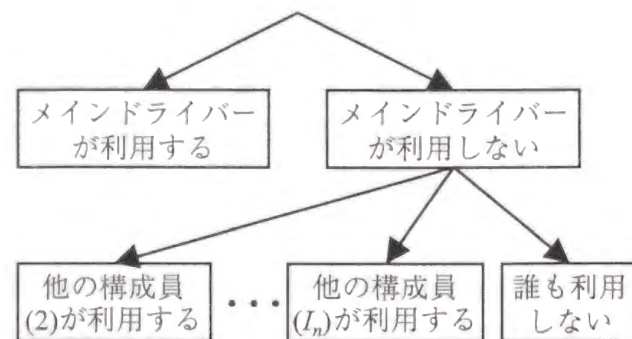 メインドライバー
が利用する
メインドライバー
が利用しない
他の構成員
(2)が利用する
・・・
他の構成員
(I_n)が利用する
誰も利用
しない